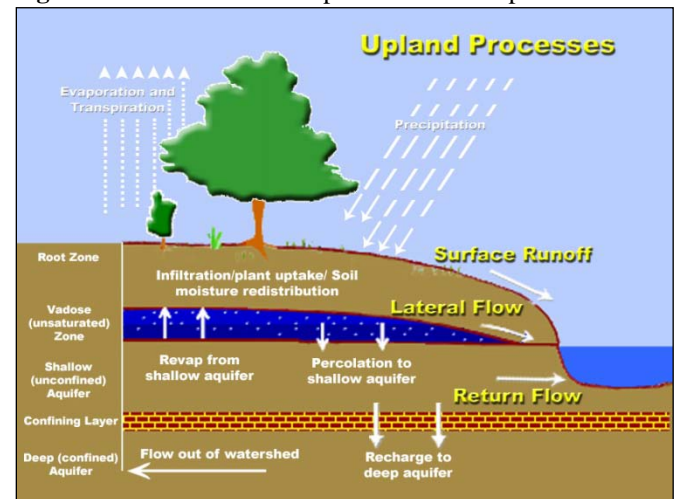 Upland Processes
Evaporation and
Transpiration
Precipitation
Root Zone
Surface Runoff
Infiltration/plant uptake/ Soil
moisture redistribution
Lateral Flow
Vadose
(unsaturated)
Zone
Revap from
shallow aquifer
Percolation to
shallow aquifer
Shallow
(unconfined)
Aquifer
Return Flow
Confining Layer
Deep (confined)
Aquifer
Flow out of watershed
Recharge to
deep aquifer